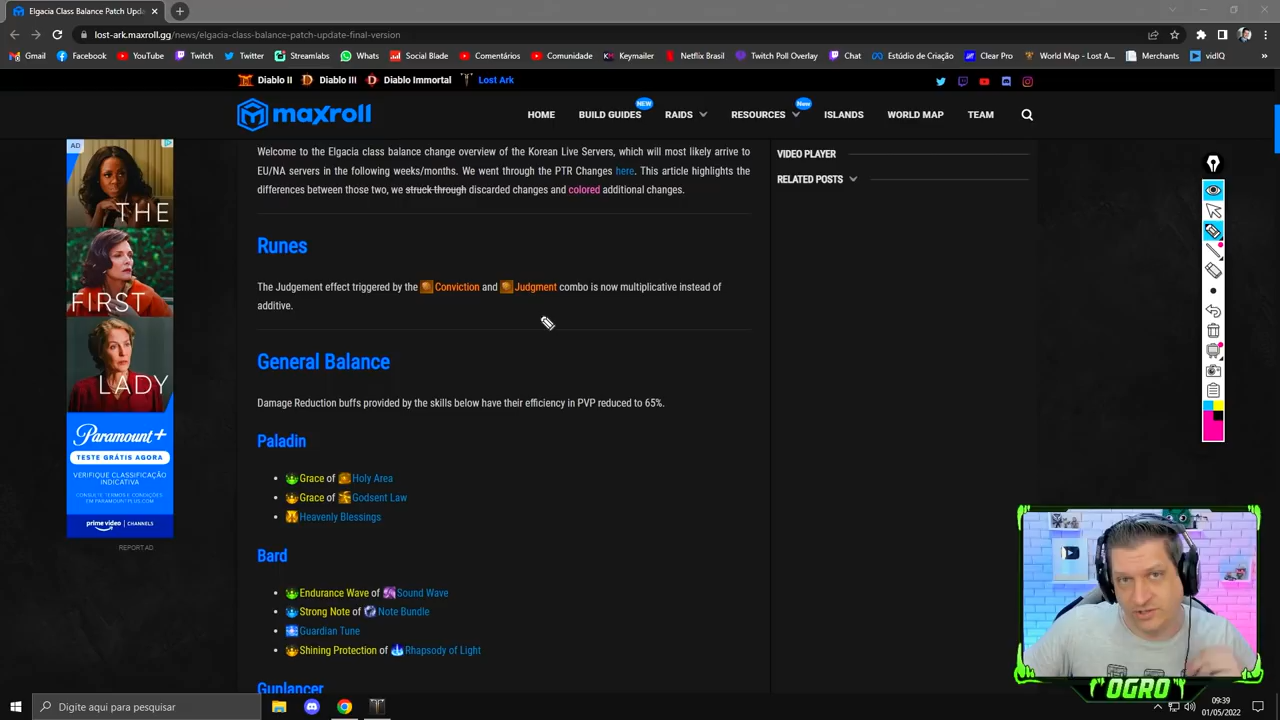 Elgacia Class Balance Patch Upda
lost-ark.maxroll.gg/news/elgacia-class-balance-patch-update-final-version
Gmail
Facebook
YouTube
Twitch
Twitter
Streamlabs
Whats
Social Blade
Comentários
Comunidade
Keymailer
Netflix Brasil
Twitch Poll Overlay
Chat
Estúdio de Criação
Clear Pro
World Map - Lost A...
Merchants
vidIQ
Diablo II
Diablo III
Diablo Immortal
Lost Ark
maxroll
HOME
BUILD GUIDES
NEW
RAIDS
RESOURCES
New
ISLANDS
WORLD MAP
TEAM
AD
THE
FIRST
LADY
Paramount+
TESTE GRÁTIS AGORA
VERIFIQUE CLASSIFICAÇÃO
INDICATIVA
prime video | CHANNELS
REPORT AD
Welcome to the Elgacia class balance change overview of the Korean Live Servers, which will most likely arrive to
EU/NA servers in the following weeks/months. We went through the PTR Changes here. This article highlights the
differences between those two, we struck through discarded changes and colored additional changes.
Runes
The Judgement effect triggered by the Conviction and Judgment combo is now multiplicative instead of
additive.
General Balance
Damage Reduction buffs provided by the skills below have their efficiency in PVP reduced to 65%.
Paladin
• Grace of Holy Area
• Grace of Godsent Law
• Heavenly Blessings
Bard
• Endurance Wave of Sound Wave
• Strong Note of Note Bundle
• Guardian Tune
• Shining Protection of Rhapsody of Light
Gunlancer
VIDEO PLAYER
RELATED POSTS
OGRO
Digite aqui para pesquisar
09:39
01/05/2022